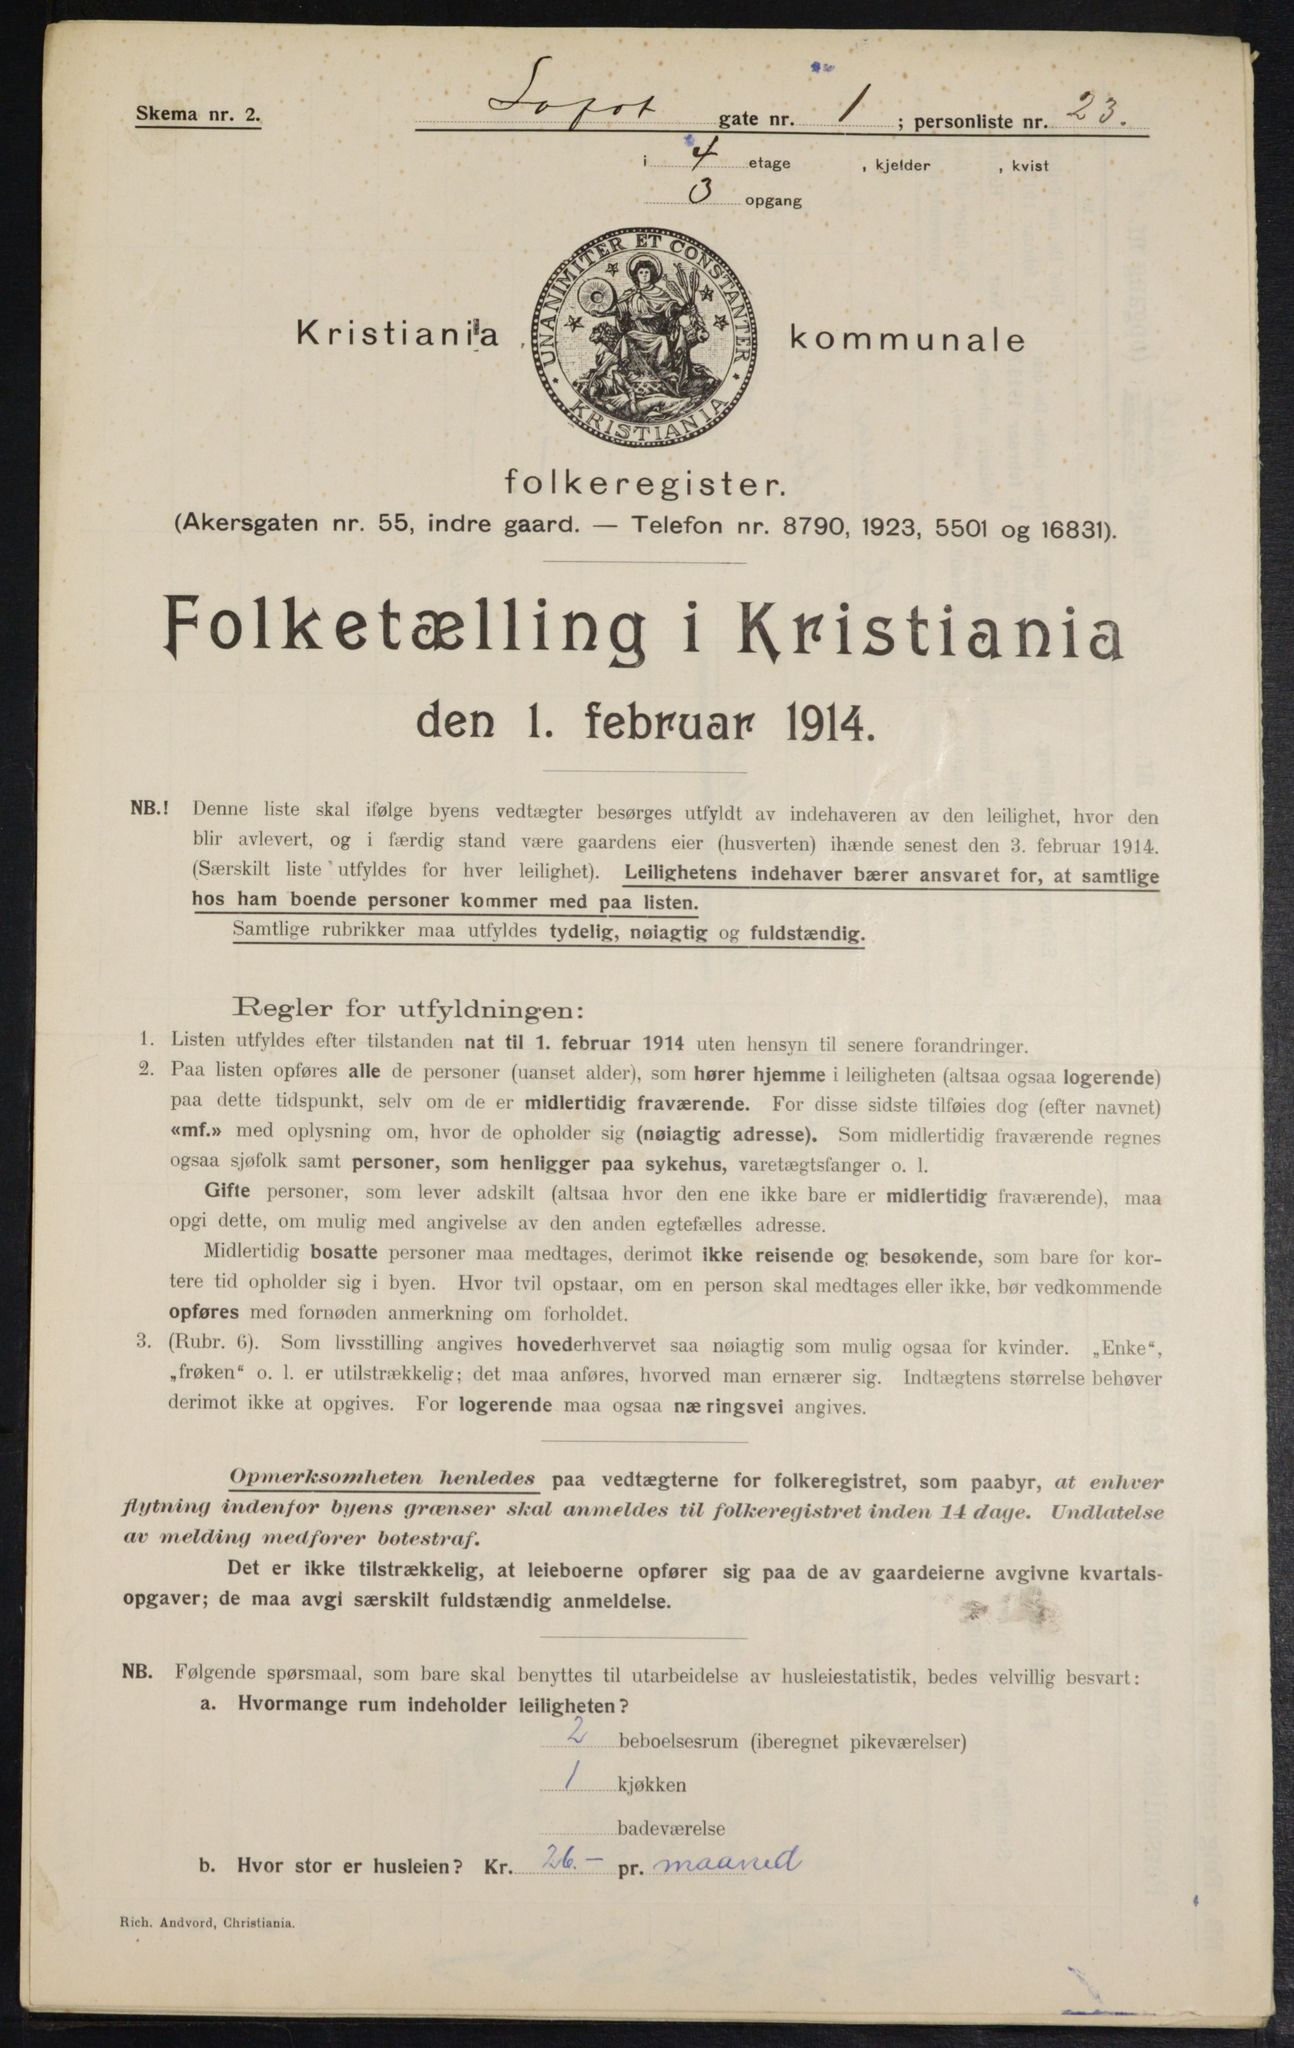 Skema nr. 2.
Lofot gate nr. 1 ; personliste nr. 23.
i 4 etage , kjelder , kvist
3 opgang
UNANIMITER ET CONSTANTER
KRISTIANIA
Kristiania kommunale
folkeregister.
(Akersgaten nr. 55, indre gaard. — Telefon nr. 8790, 1923, 5501 og 16831).
Folketælling i Kristiania
den 1. februar 1914.
NB.! Denne liste skal ifølge byens vedtægter besørges utfyldt av indehaveren av den leilighet, hvor den
blir avlevert, og i færdig stand være gaardens eier (husverten) ihænde senest den 3. februar 1914.
(Særskilt liste utfyldes for hver leilighet). Leilighetens indehaver bærer ansvaret for, at samtlige
hos ham boende personer kommer med paa listen.
Samtlige rubrikker maa utfyldes tydelig, nøiagtig og fuldstændig.
Regler for utfyldningen:
1. Listen utfyldes efter tilstanden nat til 1. februar 1914 uten hensyn til senere forandringer.
2. Paa listen opføres alle de personer (uanset alder), som hører hjemme i leiligheten (altsaa ogsaa logerende)
paa dette tidspunkt, selv om de er midlertidig fraværende. For disse sidste tilføies dog (efter navnet)
«mf.» med oplysning om, hvor de opholder sig (nøiagtig adresse). Som midlertidig fraværende regnes
ogsaa sjøfolk samt personer, som henligger paa sykehus, varetægtsfanger o. l.
Gifte personer, som lever adskilt (altsaa hvor den ene ikke bare er midlertidig fraværende), maa
opgi dette, om mulig med angivelse av den anden egtefælles adresse.
Midlertidig bosatte personer maa medtages, derimot ikke reisende og besøkende, som bare for kor-
tere tid opholder sig i byen. Hvor tvil opstaar, om en person skal medtages eller ikke, bør vedkommende
opføres med fornøden anmerkning om forholdet.
3. (Rubr. 6). Som livsstilling angives hovederhvervet saa nøiagtig som mulig ogsaa for kvinder. „Enke“,
„frøken“ o. l. er utilstrækkelig; det maa anføres, hvorved man ernærer sig. Indtægtens størrelse behøver
derimot ikke at opgives. For logerende maa ogsaa næringsvei angives.
Opmerksomheten henledes paa vedtægterne for folkeregistret, som paabyr, at enhver
flytning indenfor byens grænser skal anmeldes til folkeregistret inden 14 dage. Undlatelse
av melding medfører botestraf.
Det er ikke tilstrækkelig, at leieboerne opfører sig paa de av gaardeierne avgivne kvartals-
opgaver; de maa avgi særskilt fuldstændig anmeldelse.
NB. Følgende spørsmaal, som bare skal benyttes til utarbeidelse av husleiestatistik, bedes velvillig besvart:
a. Hvormange rum indeholder leiligheten?
2 beboelsesrum (iberegnet pikeværelser)
1 kjøkken
badeværelse
b. Hvor stor er husleien? Kr. 26.- pr. maaned
Rich. Andvord, Christiania.